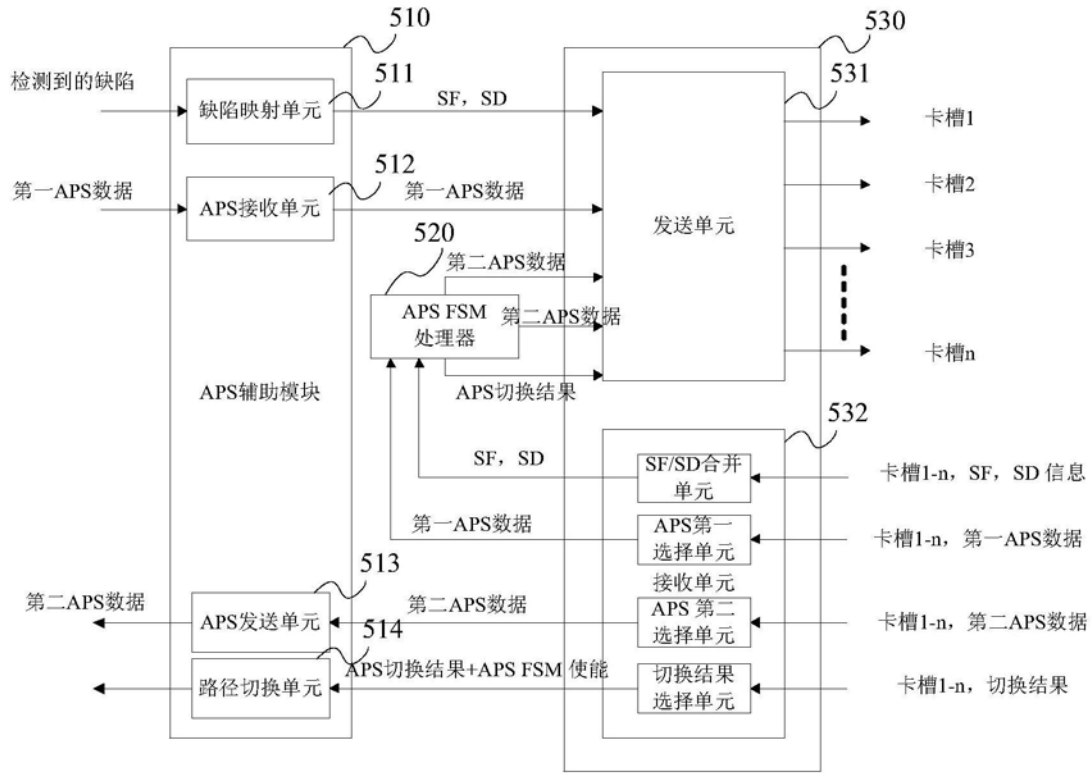 510
530
检测到的缺陷
511
531
缺陷映射单元
SF，SD
卡槽1
512
第一APS数据
第一APS数据
卡槽2
APS接收单元
发送单元
520
第二APS数据
卡槽3
APS FSM
处理器
第二APS数据
卡槽n
APS辅助模块
APS切换结果
532
SF，SD
SF/SD合并
单元
卡槽1-n，SF，SD 信息
第一APS数据
APS第一
选择单元
卡槽1-n，第一APS数据
513
接收单元
第二APS数据
第二APS数据
APS发送单元
APS 第二
选择单元
卡槽1-n，第二APS数据
514
APS切换结果+APS FSM 使能
路径切换单元
切换结果
选择单元
卡槽1-n，切换结果